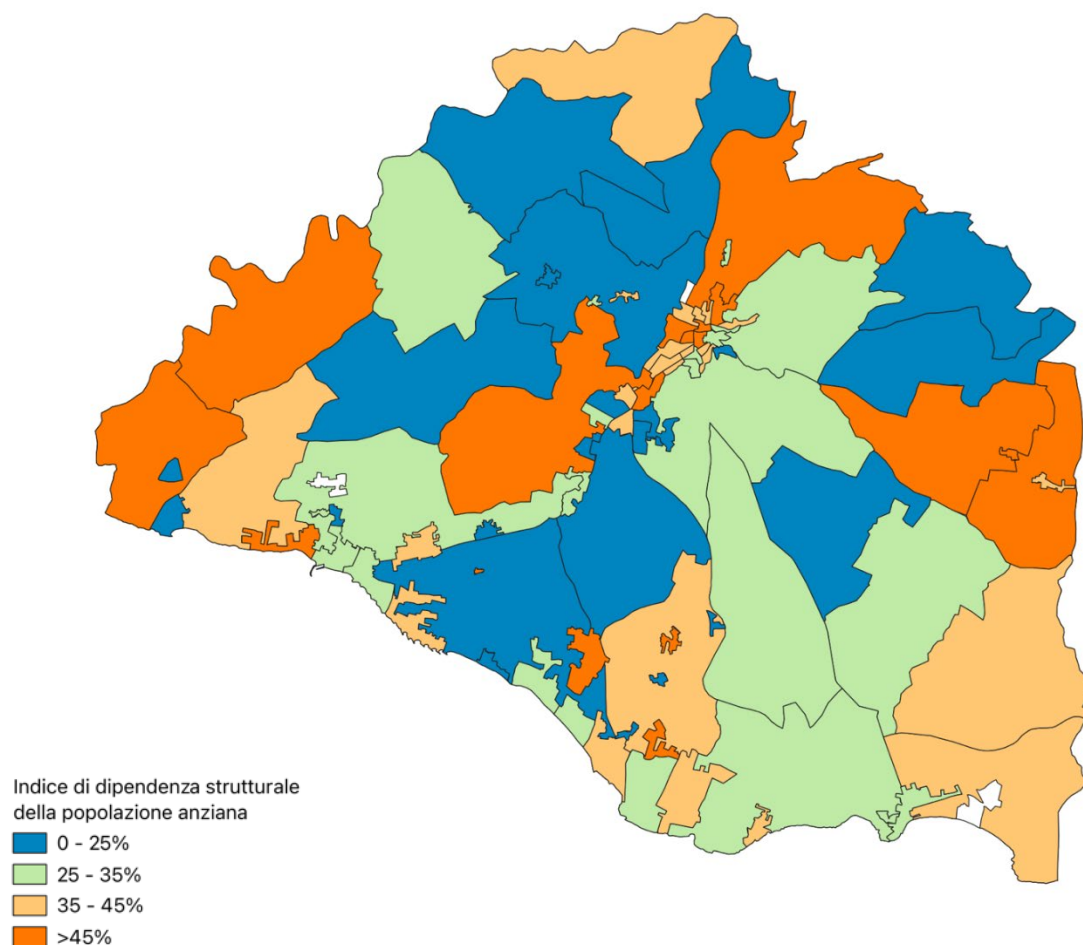 Indice di dipendenza strutturale
della popolazione anziana
0 - 25%
25 - 35%
35 - 45%
>45%